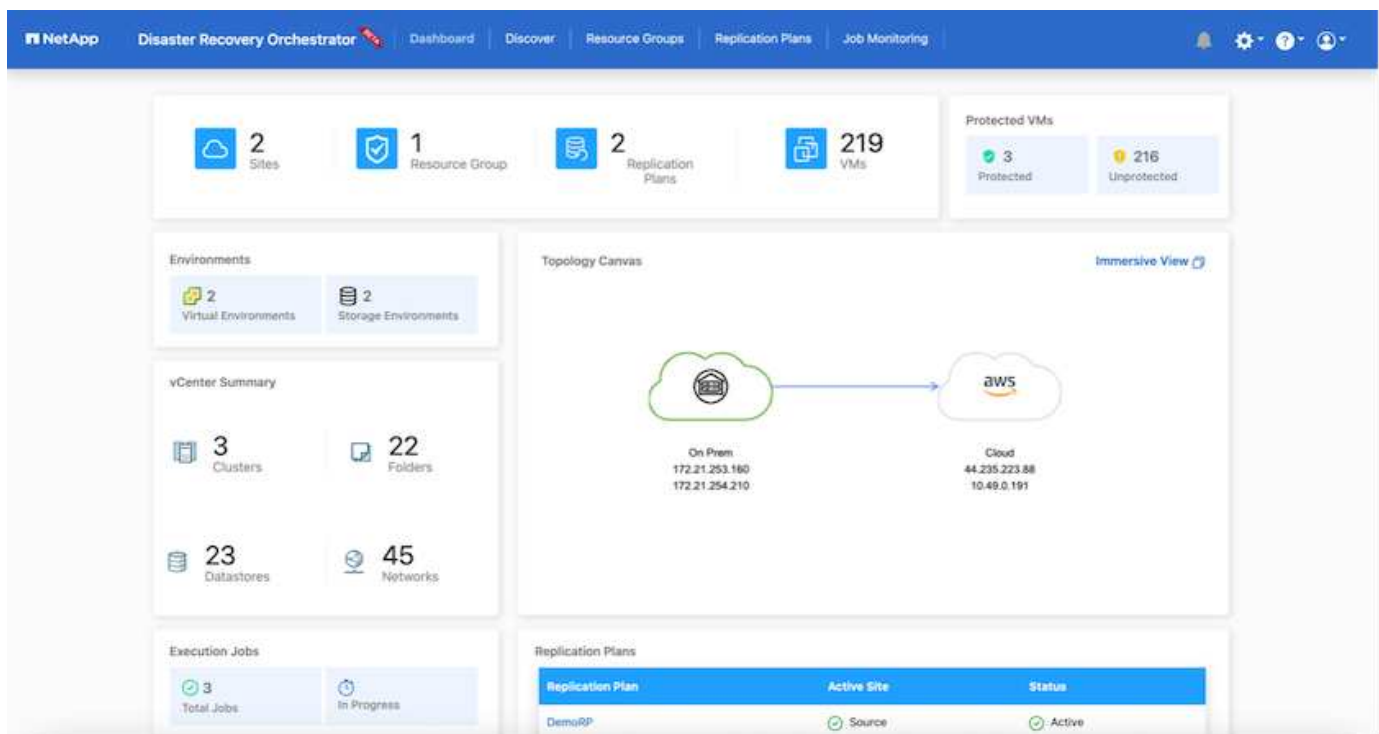 NetApp Disaster Recovery Orchestrator BETA Dashboard Discover Resource Groups Replication Plans Job Monitoring
2
Sites
1
Resource Group
2
Replication
Plans
219
VMs
Protected VMs
3
Protected
216
Unprotected
Environments
2
Virtual Environments
2
Storage Environments
Topology Canvas
Immersive View
aws
On Prem
172.21.253.160
172.21.254.210
Cloud
44.235.223.88
10.49.0.191
vCenter Summary
3
Clusters
22
Folders
23
Datastores
45
Networks
Execution Jobs
3
Total Jobs
In Progress
Replication Plans
Replication Plan Active Site Status
DemoRP Source Active